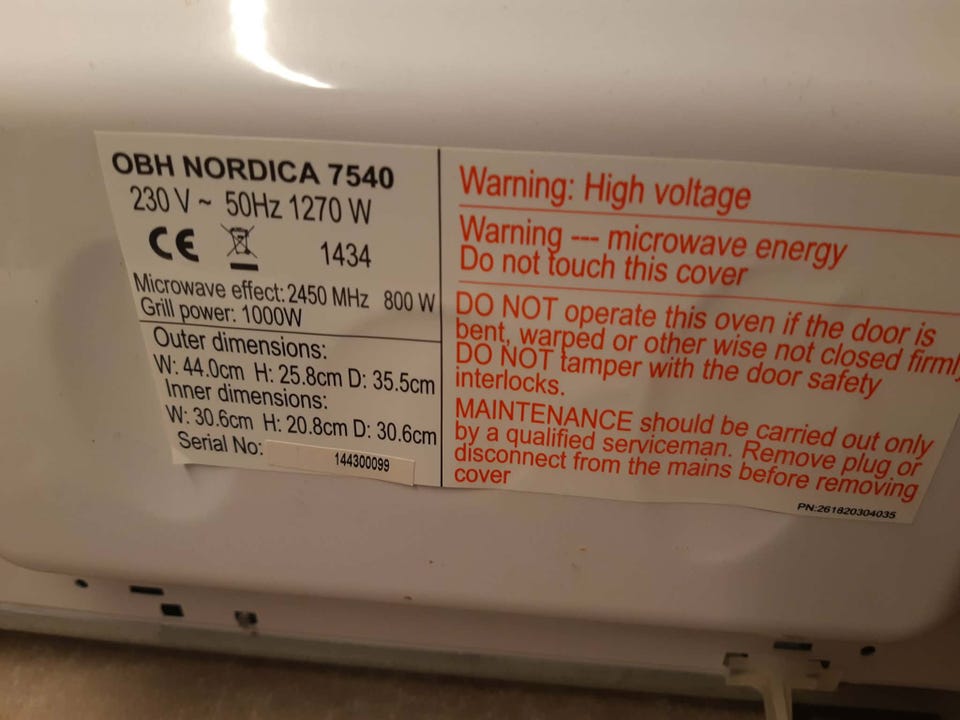 OBH NORDICA 7540
230 V ~ 50Hz 1270 W
CE 1434
Microwave effect: 2450 MHz 800 W
Grill power: 1000W
Outer dimensions:
W: 44.0cm H: 25.8cm D: 35.5cm
Inner dimensions:
W: 30.6cm H: 20.8cm D: 30.6cm
Serial No: 144300099
Warning: High voltage
Warning --- microwave energy
Do not touch this cover
DO NOT operate this oven if the door is
bent, warped or other wise not closed firmly
DO NOT tamper with the door safety
interlocks.
MAINTENANCE should be carried out only
by a qualified serviceman. Remove plug or
disconnect from the mains before removing
cover
PN:261820304035